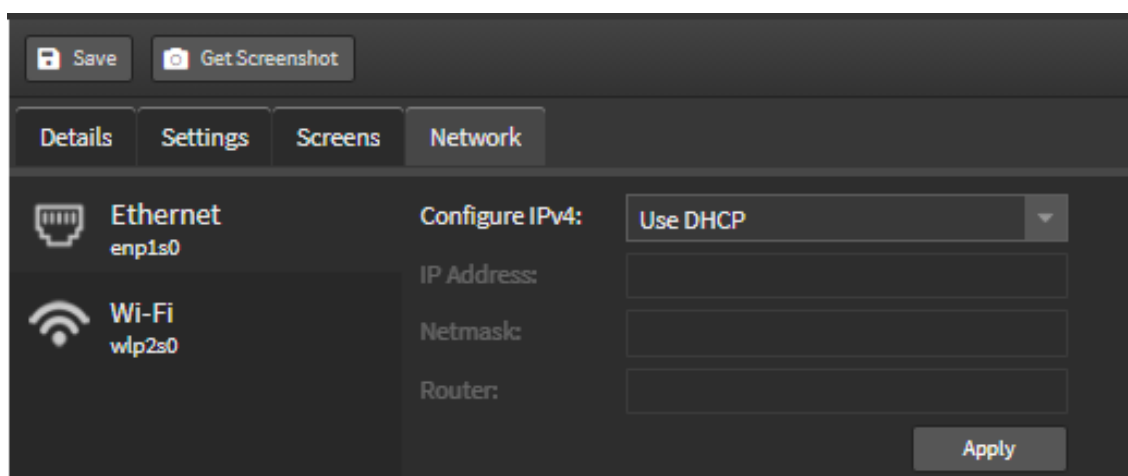 Save Get Screenshot
Details Settings Screens Network
Ethernet
enp1s0
Wi-Fi
wlp2s0
Configure IPv4: Use DHCP
IP Address:
Netmask:
Router:
Apply